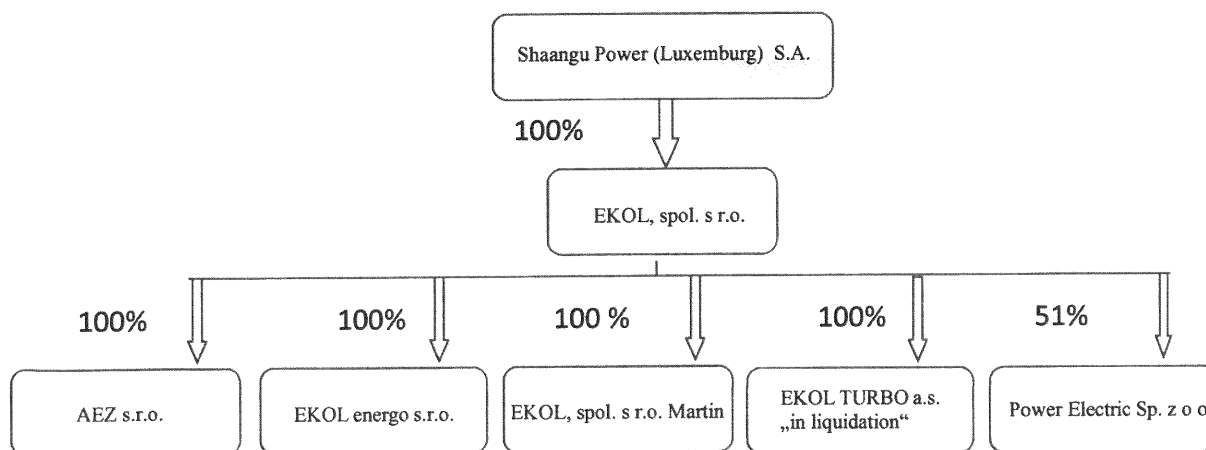 Shaangu Power (Luxemburg) S.A.
100%
EKOL, spol. s r.o.
100%
100%
100 %
100%
51%
AEZ s.r.o.
EKOL energo s.r.o.
EKOL, spol. s r.o. Martin
EKOL TURBO a.s.
„in liquidation“
Power Electric Sp. z o o